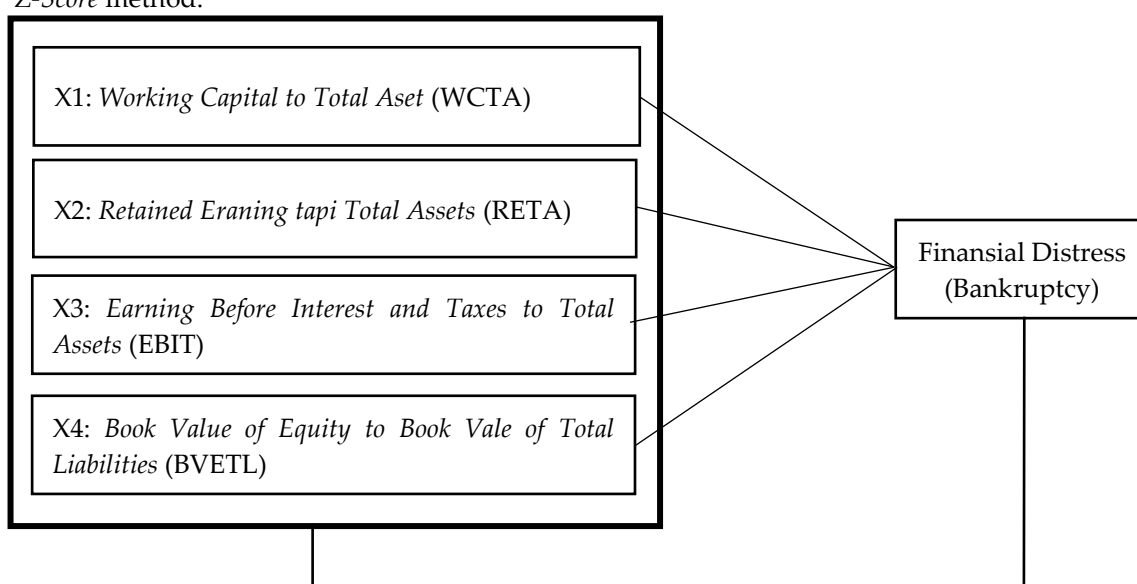 Z-Score method.
X1: Working Capital to Total Aset (WCTA)
X2: Retained Eraning tapi Total Assets (RETA)
X3: Earning Before Interest and Taxes to Total
Assets (EBIT)
X4: Book Value of Equity to Book Vale of Total
Liabilities (BVETL)
Finansial Distress
(Bankruptcy)